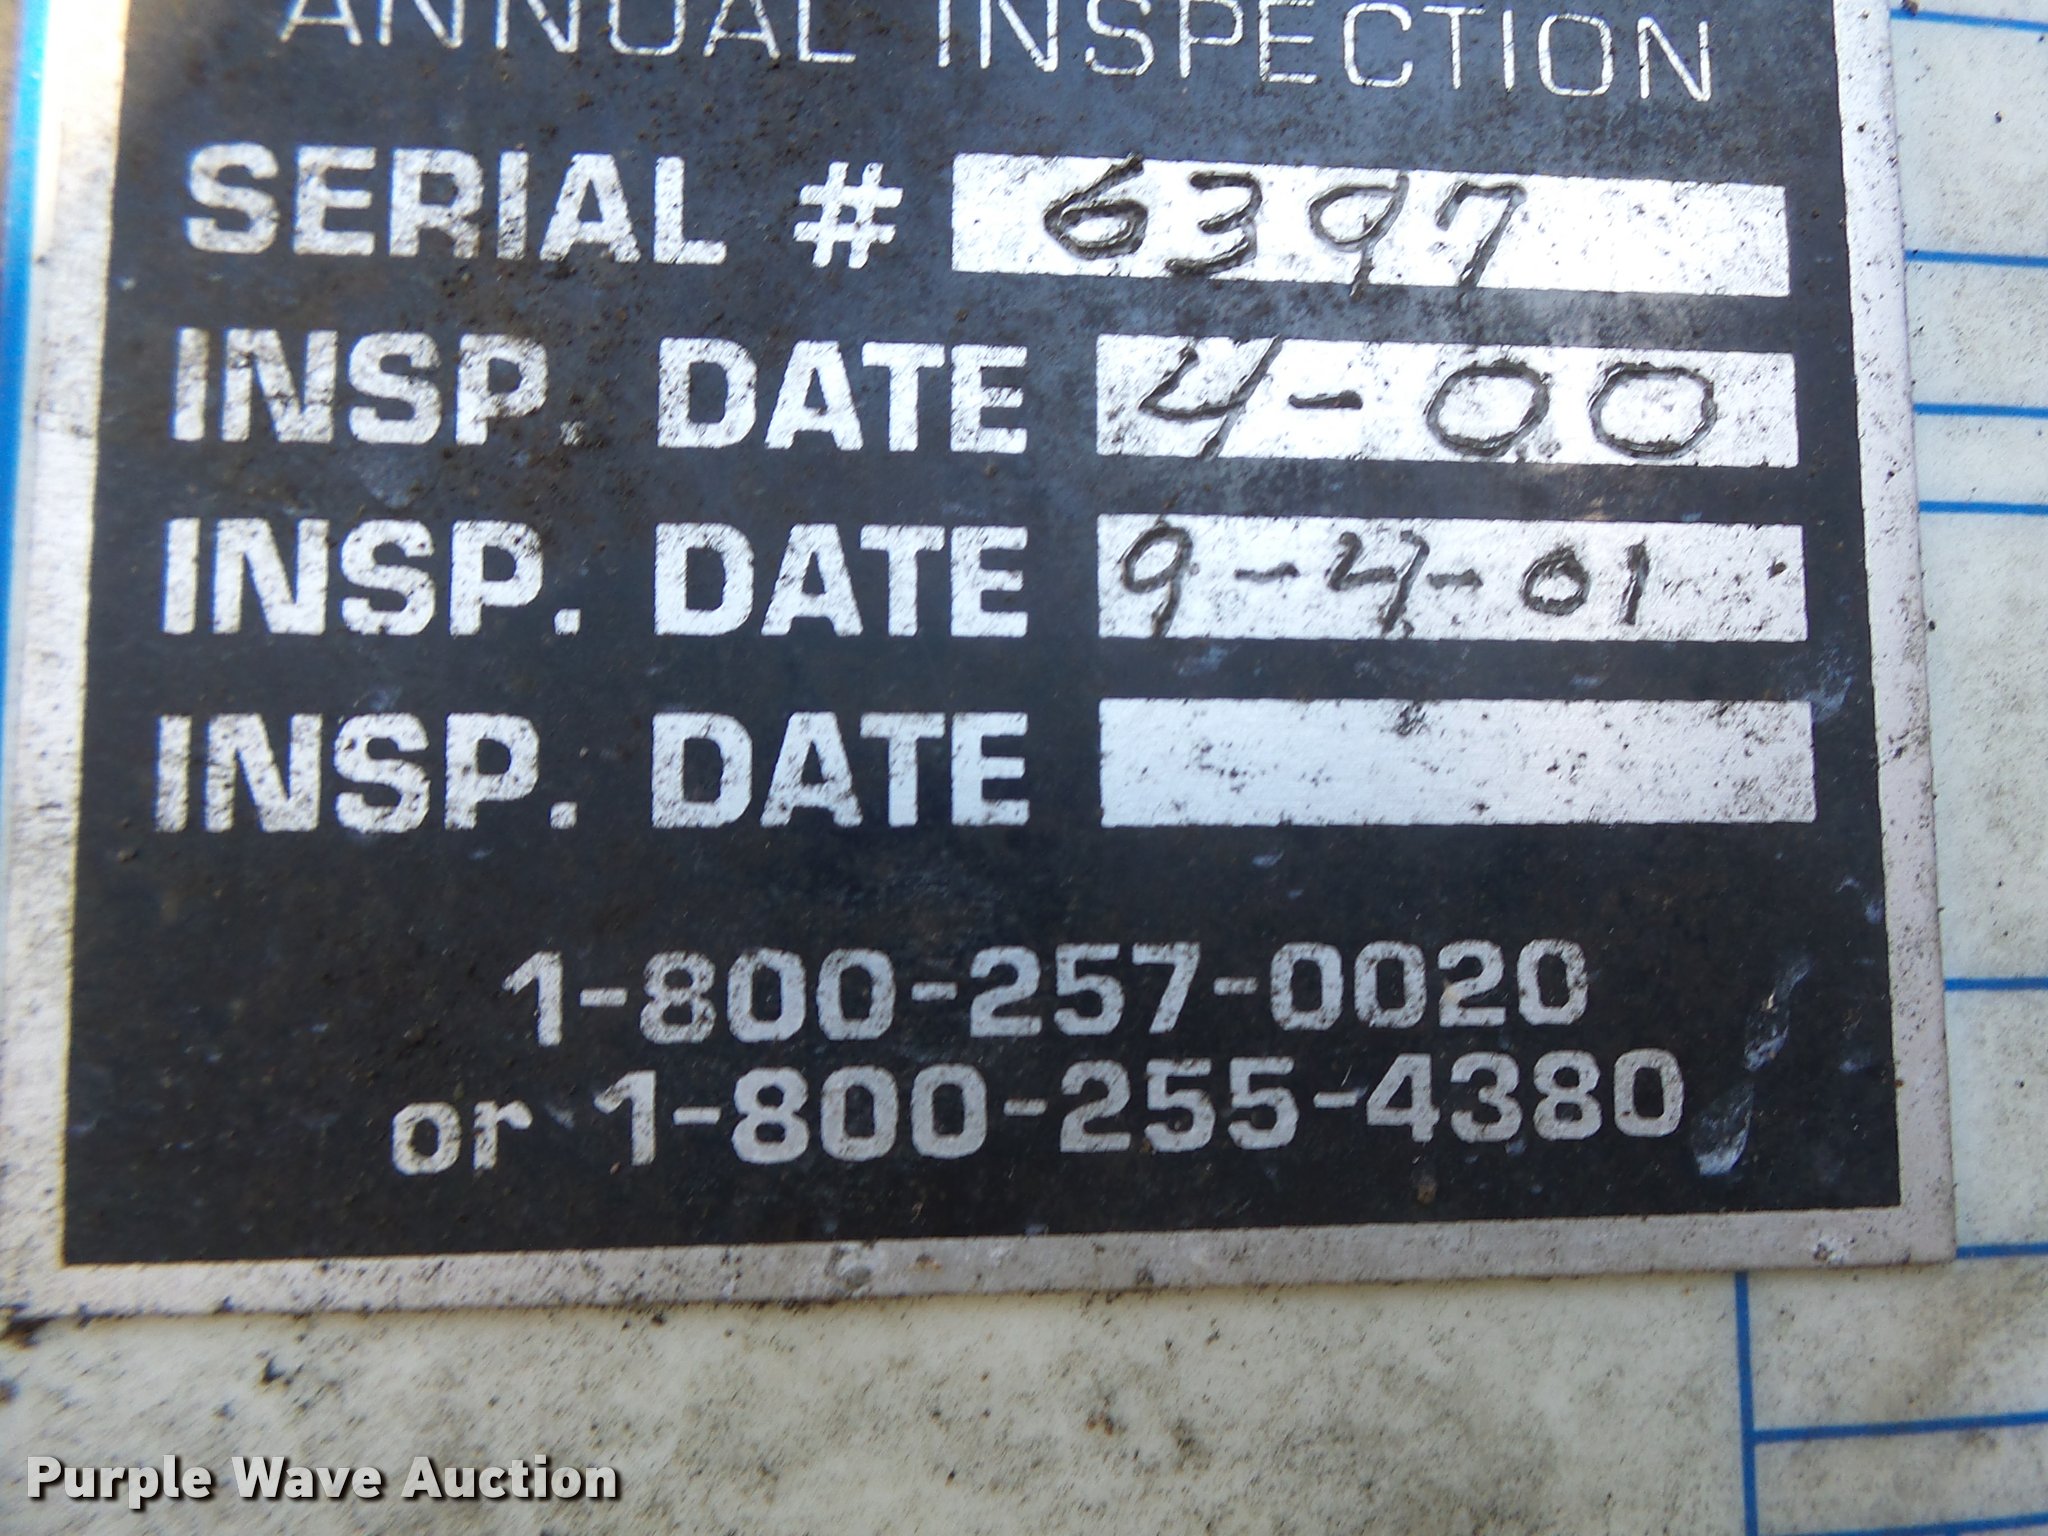 ANNUAL INSPECTION
SERIAL # 6397
INSP. DATE 4-00
INSP. DATE 9-4-01
INSP. DATE
1-800-257-0020
or 1-800-255-4380
Purple Wave Auction